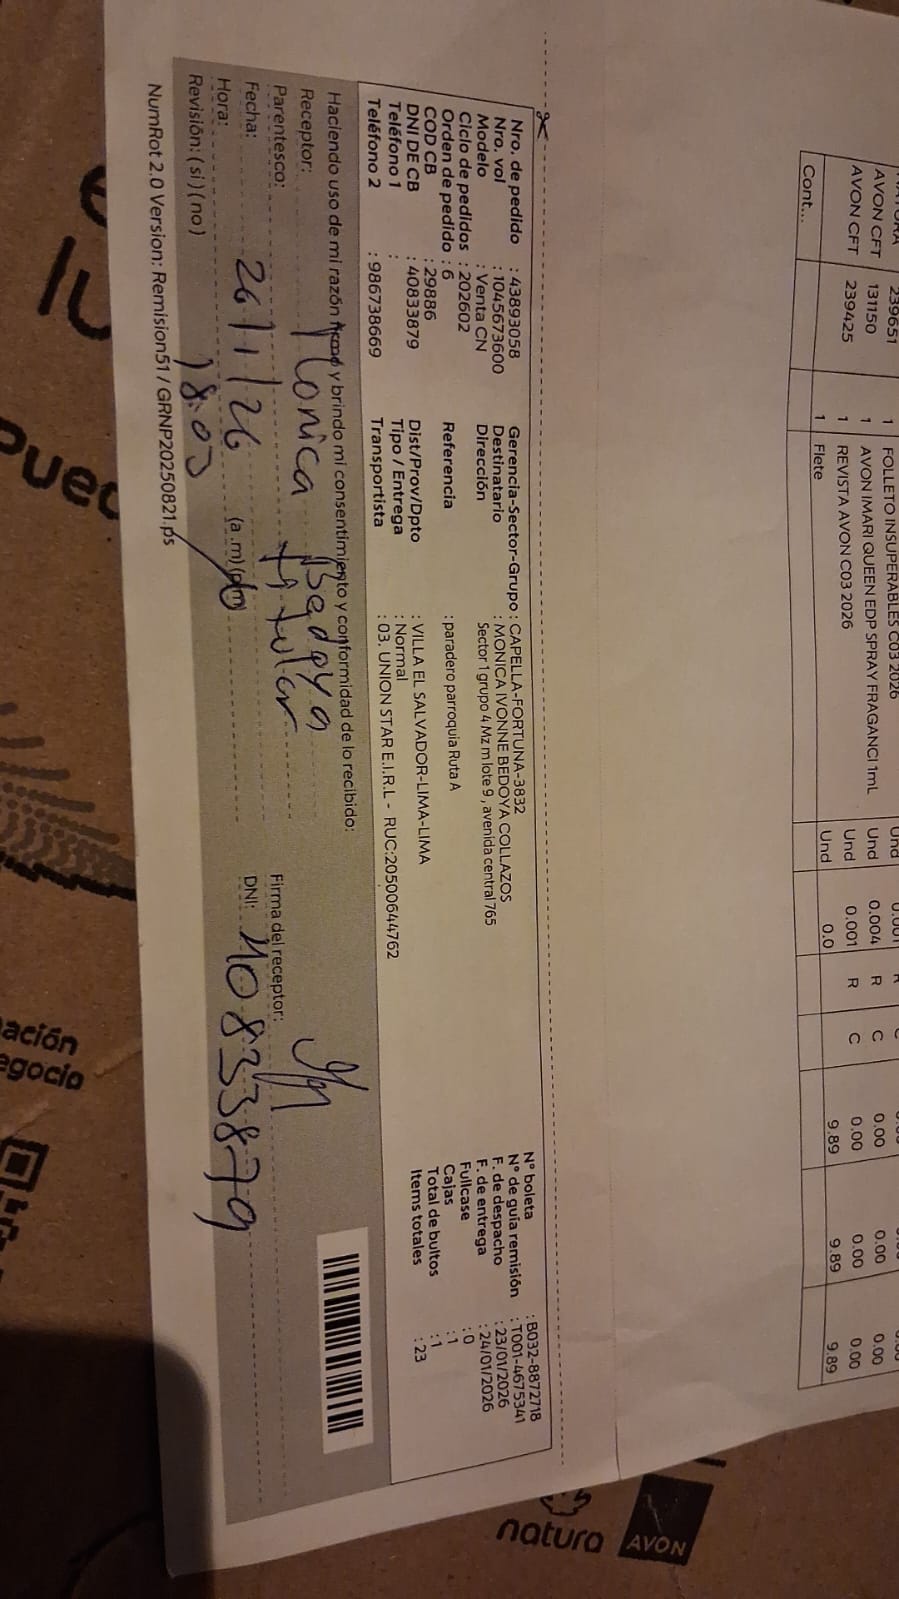 239651 1 FOLLETO INSUPERABLES C03 2026 Und 0.001 R
AVON CFT 131150 1 AVON IMARI QUEEN EDP SPRAY FRAGANCI 1mL Und 0.004 R C 0.00 0.00 0.00
AVON CFT 239425 1 REVISTA AVON C03 2026 Und 0.001 R C 0.00 0.00 0.00
1 Flete Und 0.0 9.89 9.89 9.89
Cont...
Nro. de pedido : 43893058 Gerencia-Sector-Grupo : CAPELLA-FORTUNA-3832 N° boleta : B032-8872718
Nro. vol : 1045673600 Destinatario : MONICA IVONNE BEDOYA COLLAZOS N° de guía remisión : T001-4675341
Modelo : Venta CN Dirección Sector 1 grupo 4 Mz m lote 9 , avenida central 765 F. de despacho : 23/01/2026
Ciclo de pedidos : 202602 F. de entrega : 24/01/2026
Orden de pedido : 6 Referencia : paradero parroquia Ruta A Fullcase : 0
COD CB : 29886 Cajas : 1
DNI DE CB : 40833879 Dist/Prov/Dpto : VILLA EL SALVADOR-LIMA-LIMA Total de bultos : 1
Teléfono 1 : Tipo / Entrega : Normal Items totales : 23
Teléfono 2 : 986738669 Transportista : 03. UNION STAR E.I.R.L - RUC:20500644762
Haciendo uso de mi razón firmo y brindo mi consentimiento y conformidad de lo recibido:
Receptor: Monica Bedoya Firma del receptor:
Parentesco: titular DNI: 40833879
Fecha: 26/1/26
Hora: 18:03 (a.m)(pm)
Revisión: (si) (no)
NumRot 2.0 Version: Remision51 / GRNP20250821.ps
natura AVON
ación
egocio